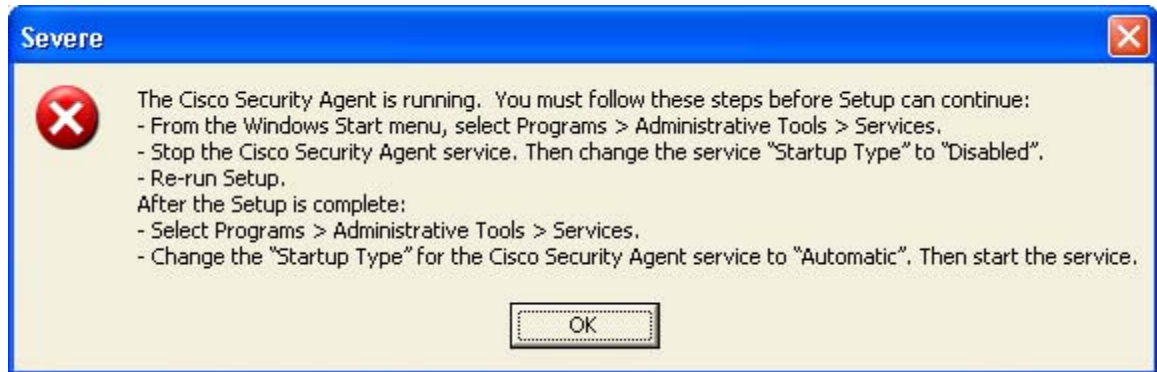 Severe
The Cisco Security Agent is running.  You must follow these steps before Setup can continue:
- From the Windows Start menu, select Programs > Administrative Tools > Services.
- Stop the Cisco Security Agent service. Then change the service “Startup Type” to “Disabled”.
- Re-run Setup.
After the Setup is complete:
- Select Programs > Administrative Tools > Services.
- Change the “Startup Type” for the Cisco Security Agent service to “Automatic”. Then start the service.
OK